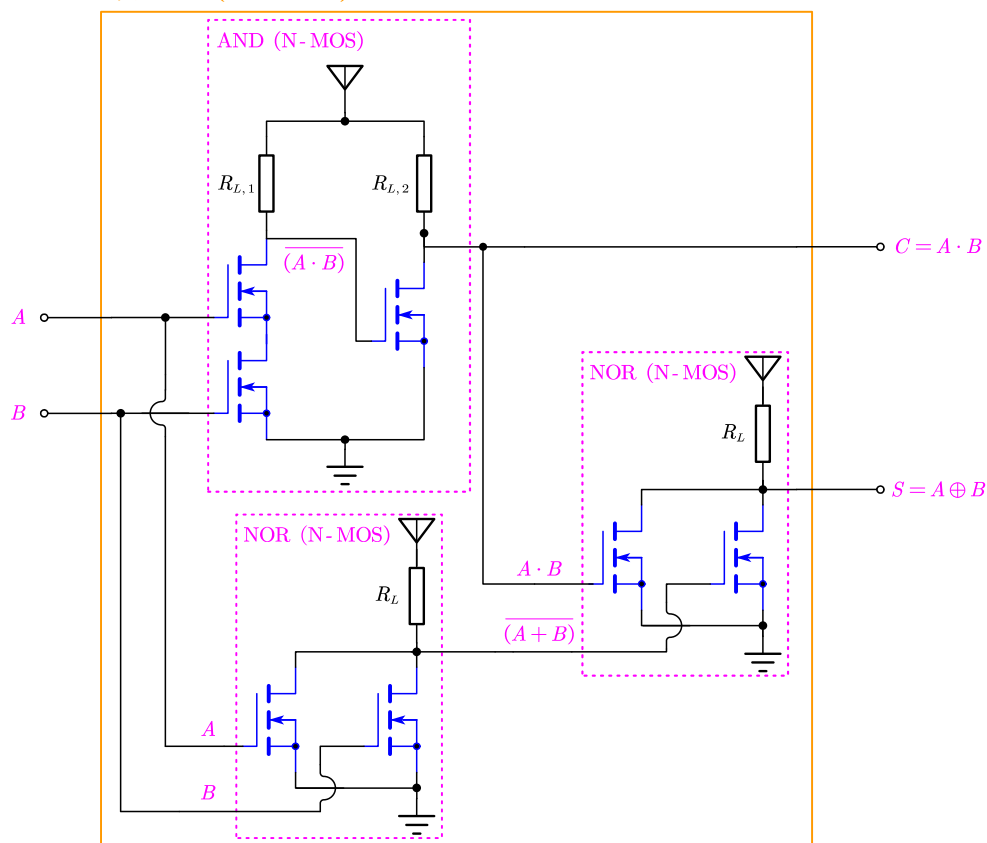 AND (N-MOS)
$R_{L,1}$
$R_{L,2}$
$\overline{(A \cdot B)}$
$C = A \cdot B$
$A$
$B$
NOR (N-MOS)
$R_L$
$S = A \oplus B$
NOR (N-MOS)
$A \cdot B$
$R_L$
$\overline{(A + B)}$
$A$
$B$